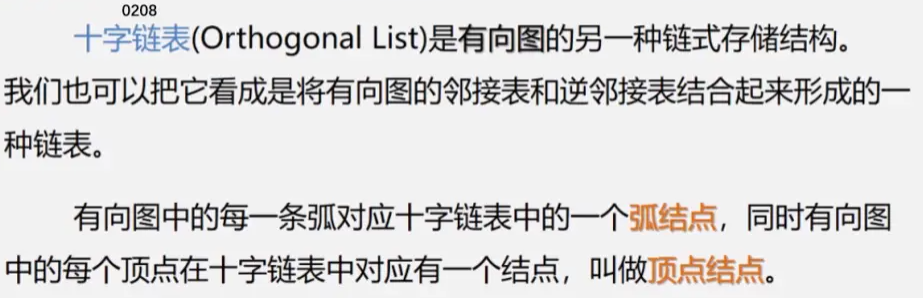 0208
十字链表(Orthogonal List)是有向图的另一种链式存储结构。
我们也可以把它看成是将有向图的邻接表和逆邻接表结合起来形成的一
种链表。
有向图中的每一条弧对应十字链表中的一个弧结点，同时有向图
中的每个顶点在十字链表中对应有一个结点，叫做顶点结点。